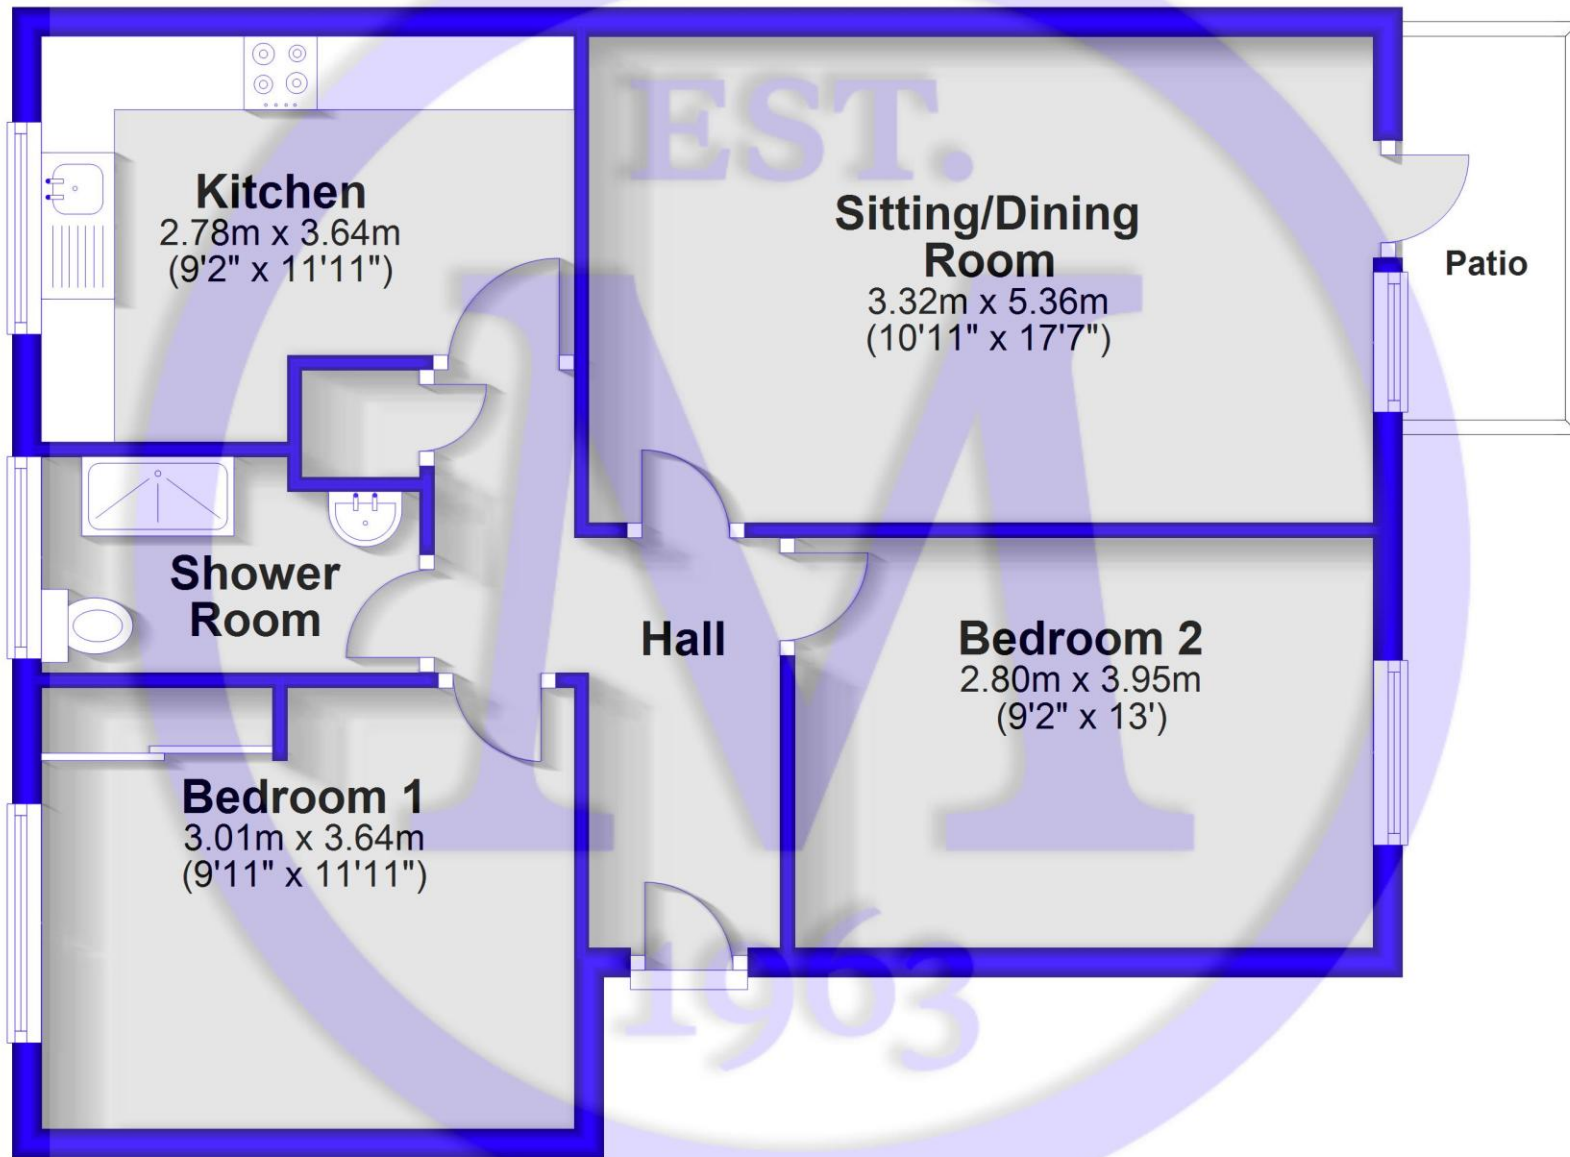 EST.
Kitchen
2.78m x 3.64m
(9'2" x 11'11")
Sitting/Dining
Room
3.32m x 5.36m
(10'11" x 17'7")
Patio
Shower
Room
Hall
Bedroom 2
2.80m x 3.95m
(9'2" x 13')
Bedroom 1
3.01m x 3.64m
(9'11" x 11'11")
M
1963